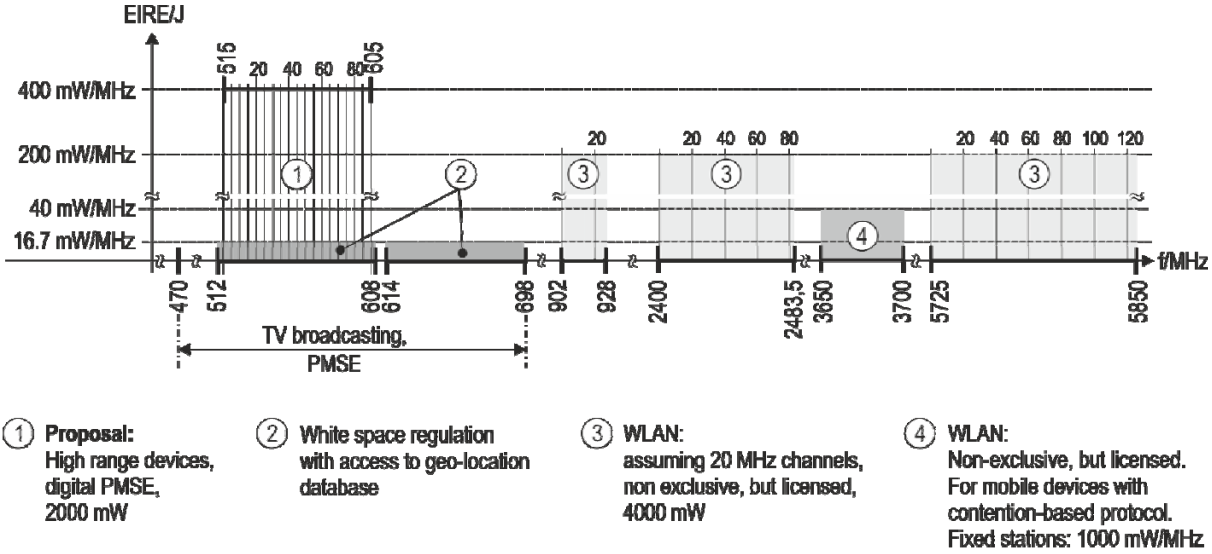 EIRE/J
515 20 40 60 80 605
400 mW/MHz
20 20 40 60 80 20 40 60 80 100 120
200 mW/MHz
1 2 3 3 3
40 mW/MHz
4
16.7 mW/MHz
f/MHz
470 512 608 614 698 902 928 2400 2483,5 3650 3700 5725 5850
TV broadcasting,
PMSE
1 Proposal:
High range devices,
digital PMSE,
2000 mW
2 White space regulation
with access to geo-location
database
3 WLAN:
assuming 20 MHz channels,
non exclusive, but licensed,
4000 mW
4 WLAN:
Non-exclusive, but licensed.
For mobile devices with
contention-based protocol.
Fixed stations: 1000 mW/MHz